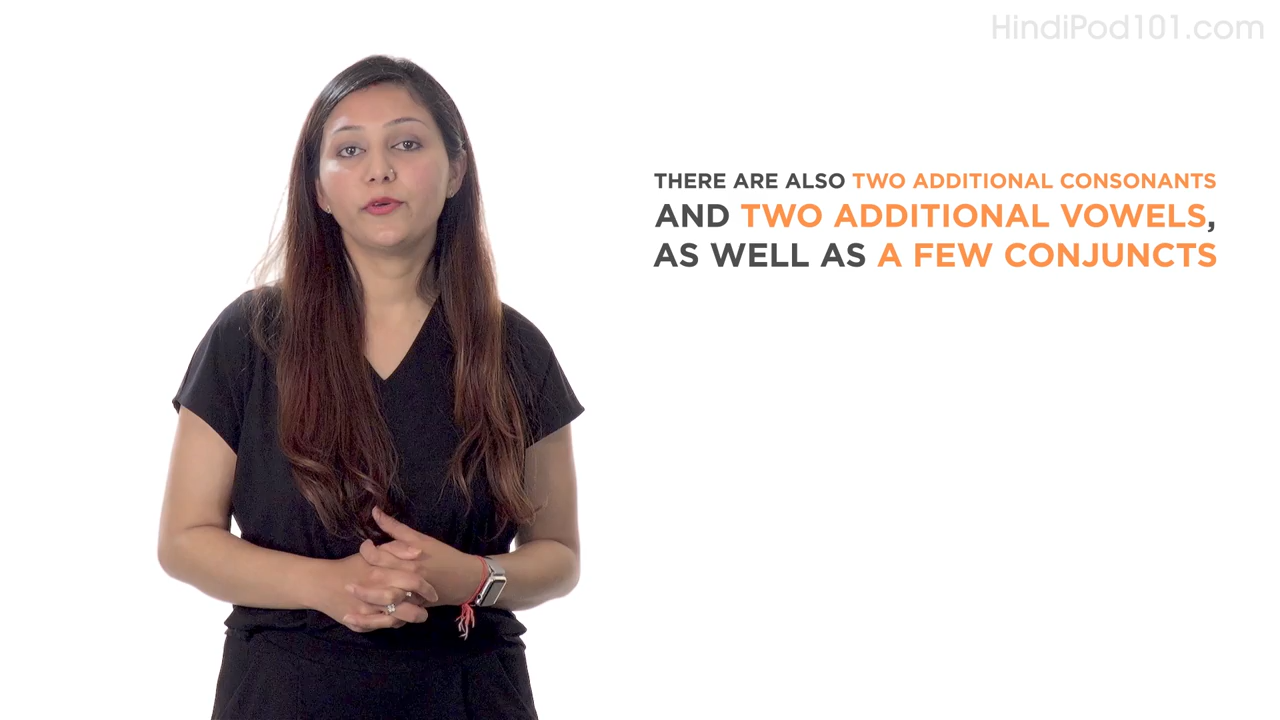 HindiPod101.com
THERE ARE ALSO TWO ADDITIONAL CONSONANTS
AND TWO ADDITIONAL VOWELS,
AS WELL AS A FEW CONJUNCTS